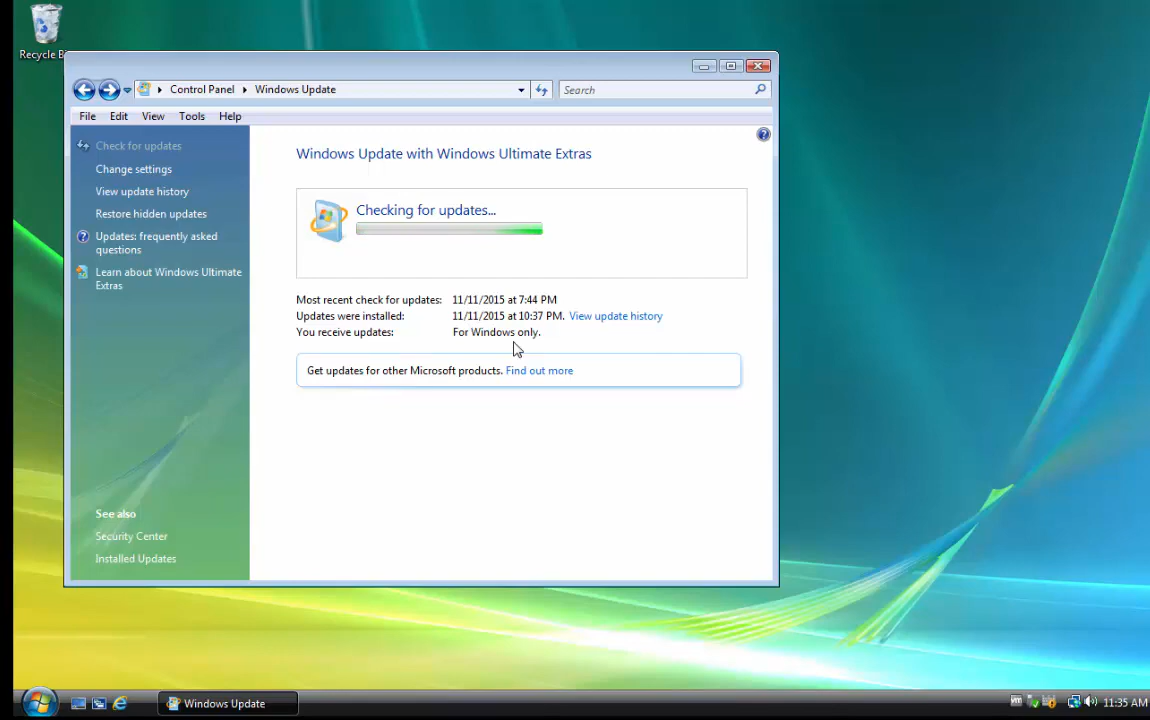 Recycle B
Control Panel Windows Update
Search
File Edit View Tools Help
Check for updates
Change settings
View update history
Restore hidden updates
Updates: frequently asked
questions
Learn about Windows Ultimate
Extras
See also
Security Center
Installed Updates
Windows Update with Windows Ultimate Extras
Checking for updates...
Most recent check for updates: 11/11/2015 at 7:44 PM
Updates were installed: 11/11/2015 at 10:37 PM. View update history
You receive updates: For Windows only.
Get updates for other Microsoft products. Find out more
Windows Update
11:35 AM